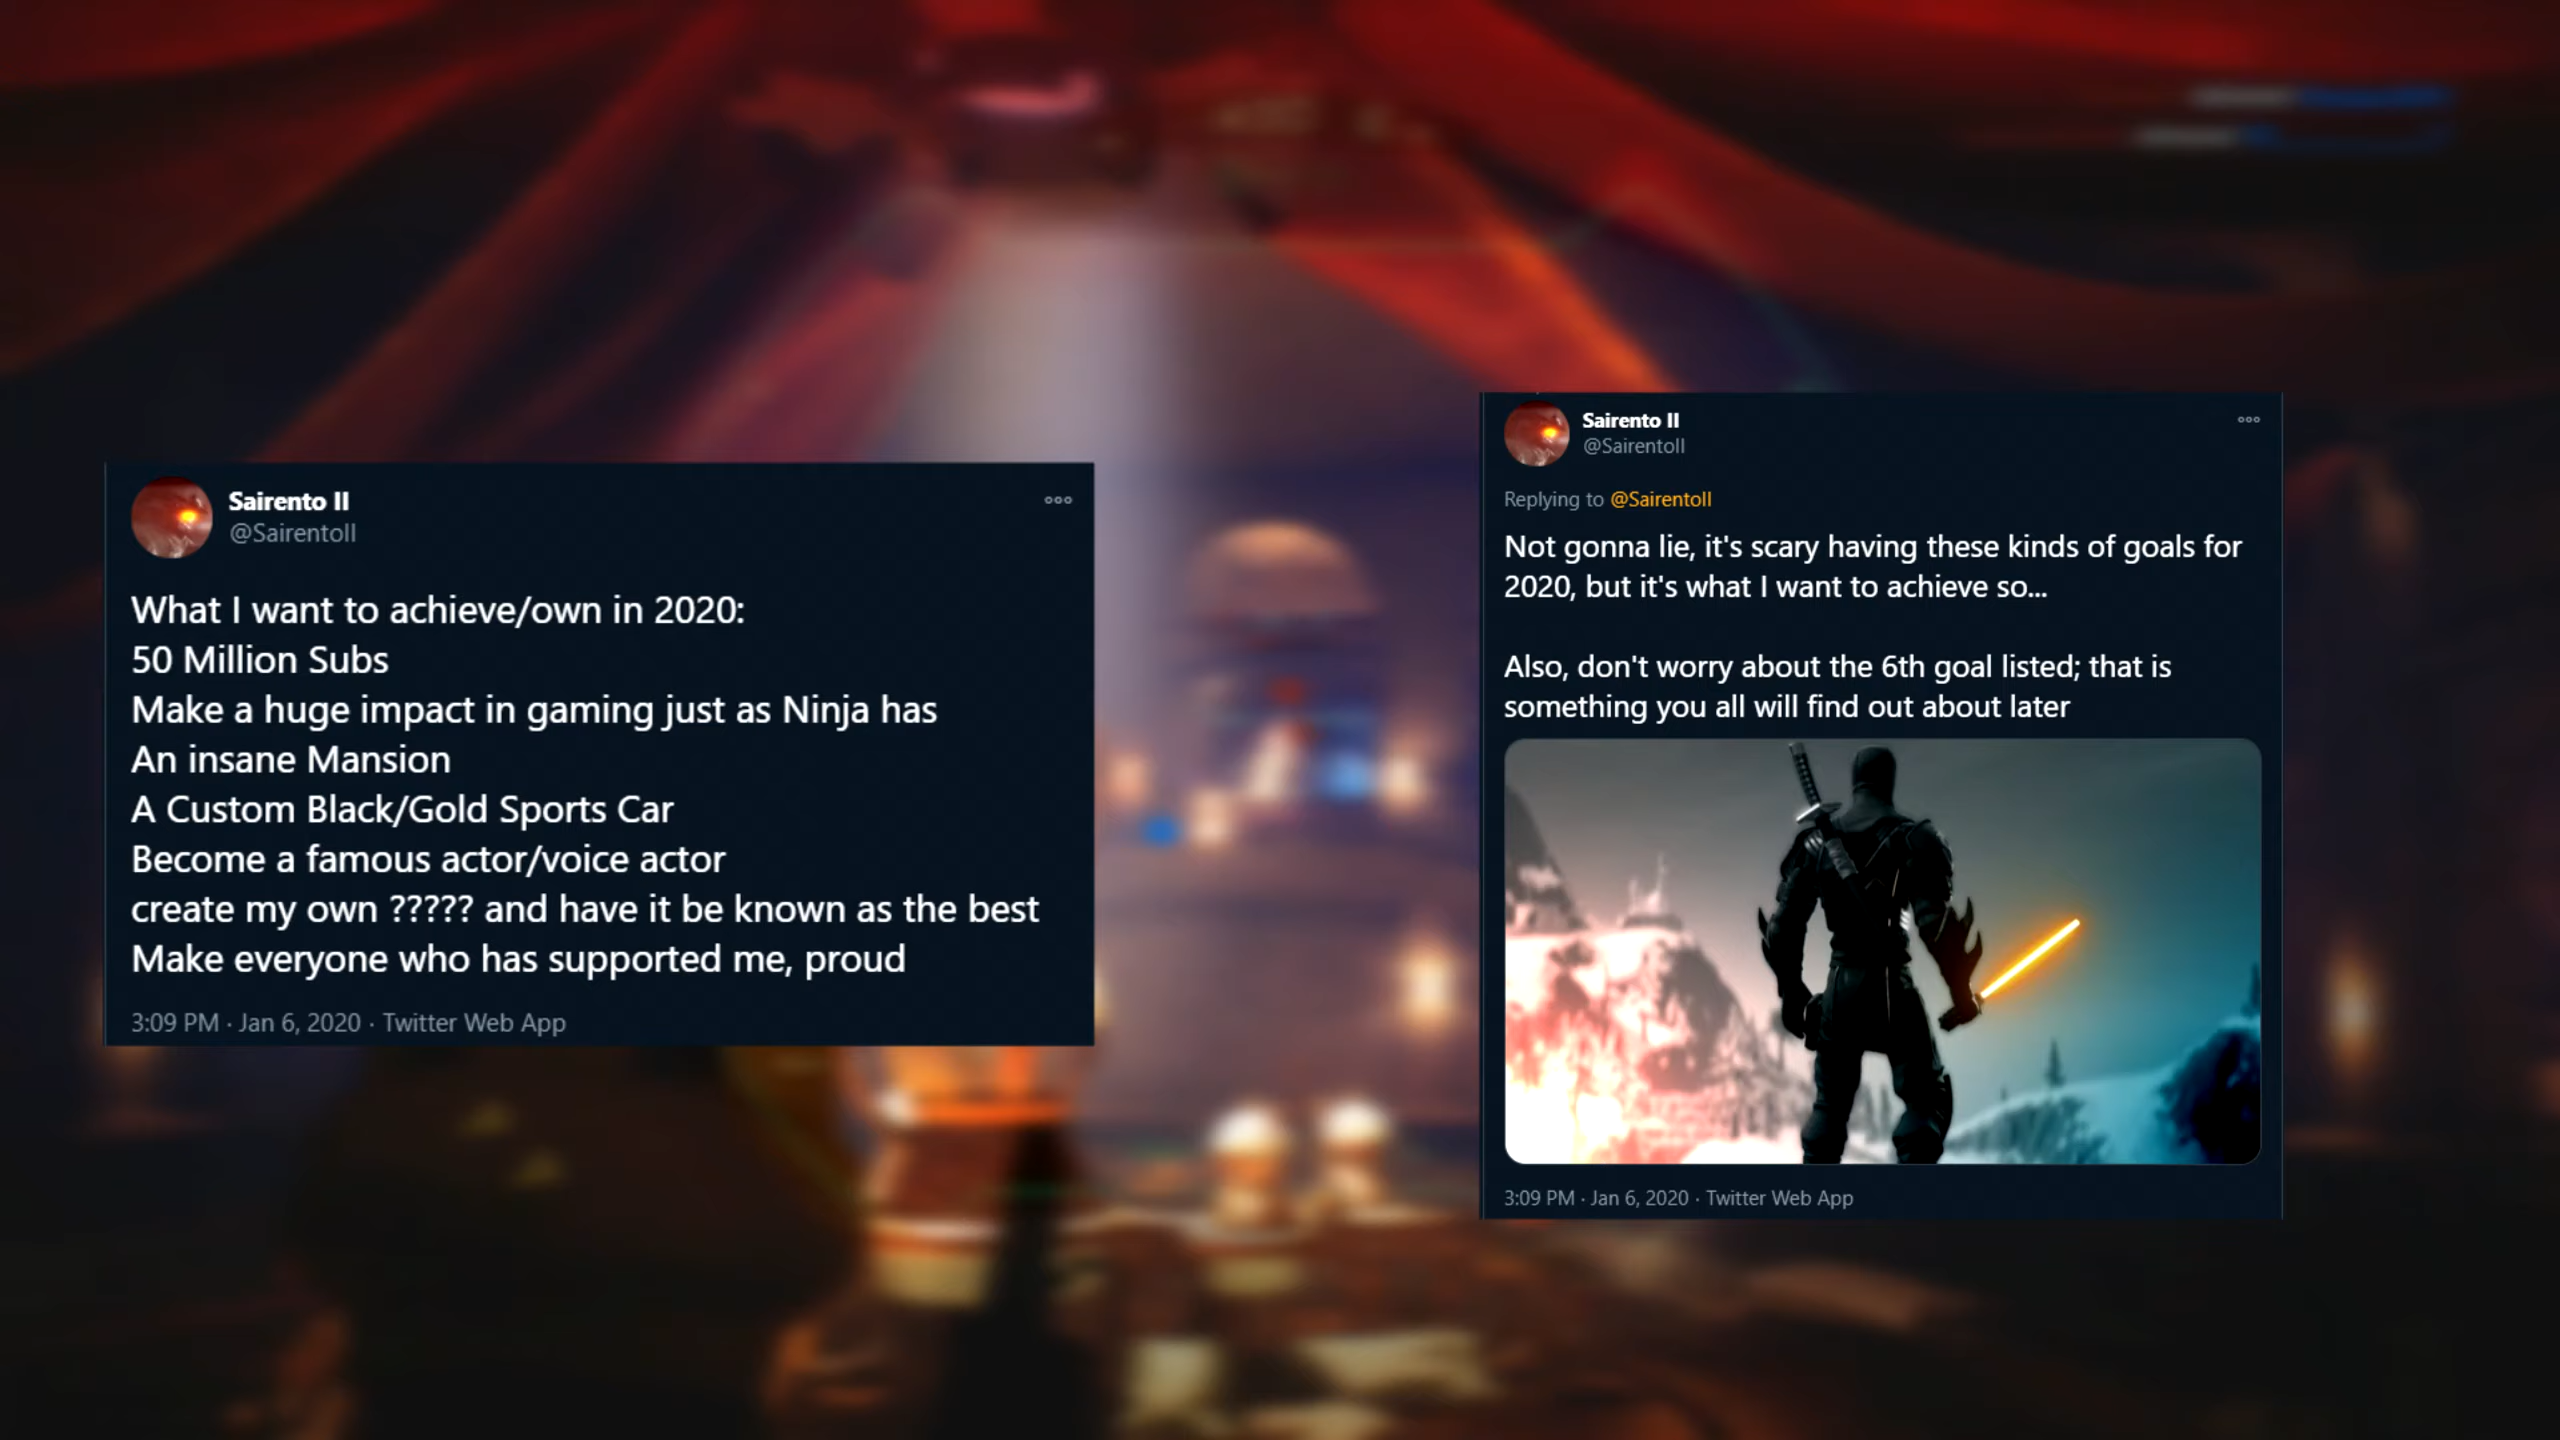 Sairento II
@SairentoII
What I want to achieve/own in 2020:
50 Million Subs
Make a huge impact in gaming just as Ninja has
An insane Mansion
A Custom Black/Gold Sports Car
Become a famous actor/voice actor
create my own ????? and have it be known as the best
Make everyone who has supported me, proud
3:09 PM · Jan 6, 2020 · Twitter Web App
Sairento II
@SairentoII
Replying to @SairentoII
Not gonna lie, it's scary having these kinds of goals for
2020, but it's what I want to achieve so...
Also, don't worry about the 6th goal listed; that is
something you all will find out about later
3:09 PM · Jan 6, 2020 · Twitter Web App